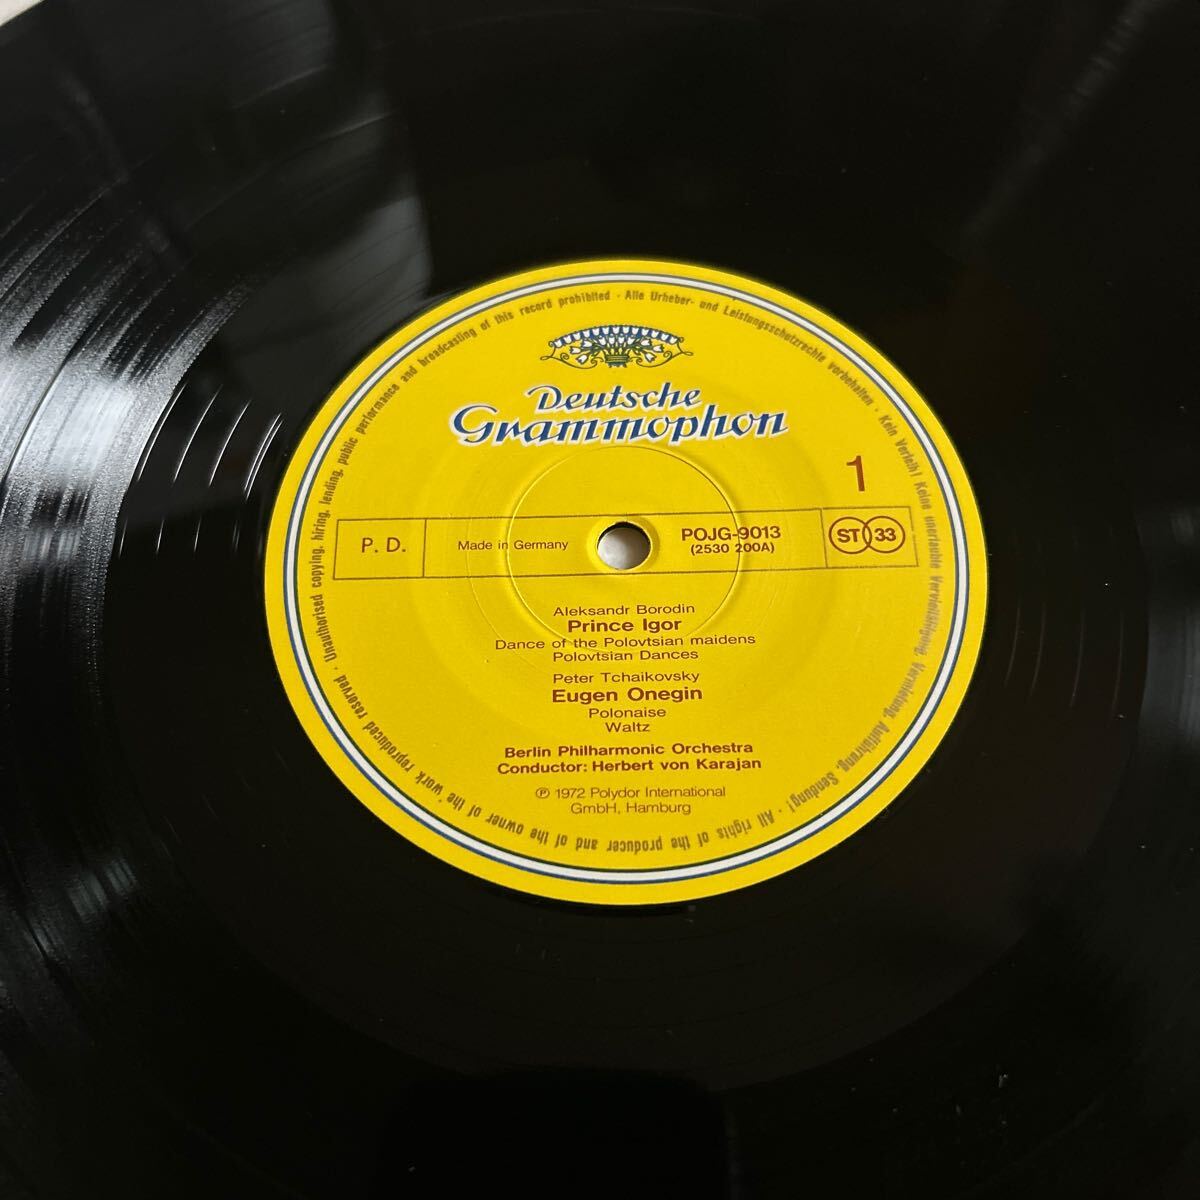 Deutsche
Grammophon
1
P. D.
Made in Germany
POJG-9013
(2530 200A)
ST 33
Aleksandr Borodin
Prince Igor
Dance of the Polovtsian maidens
Polovtsian Dances
Peter Tchaikovsky
Eugen Onegin
Polonaise
Waltz
Berlin Philharmonic Orchestra
Conductor: Herbert von Karajan
℗ 1972 Polydor International
GmbH, Hamburg
Alle Urheber- und Leistungsschutzrechte vorbehalten · Kein Verleih! Keine unerlaubte Vervielfältigung, Vermietung, Aufführung, Sendung! · All rights of the producer and of the owner of the work reproduced reserved · Unauthorised copying, hiring, lending, public performance and broadcasting of this record prohibited ·